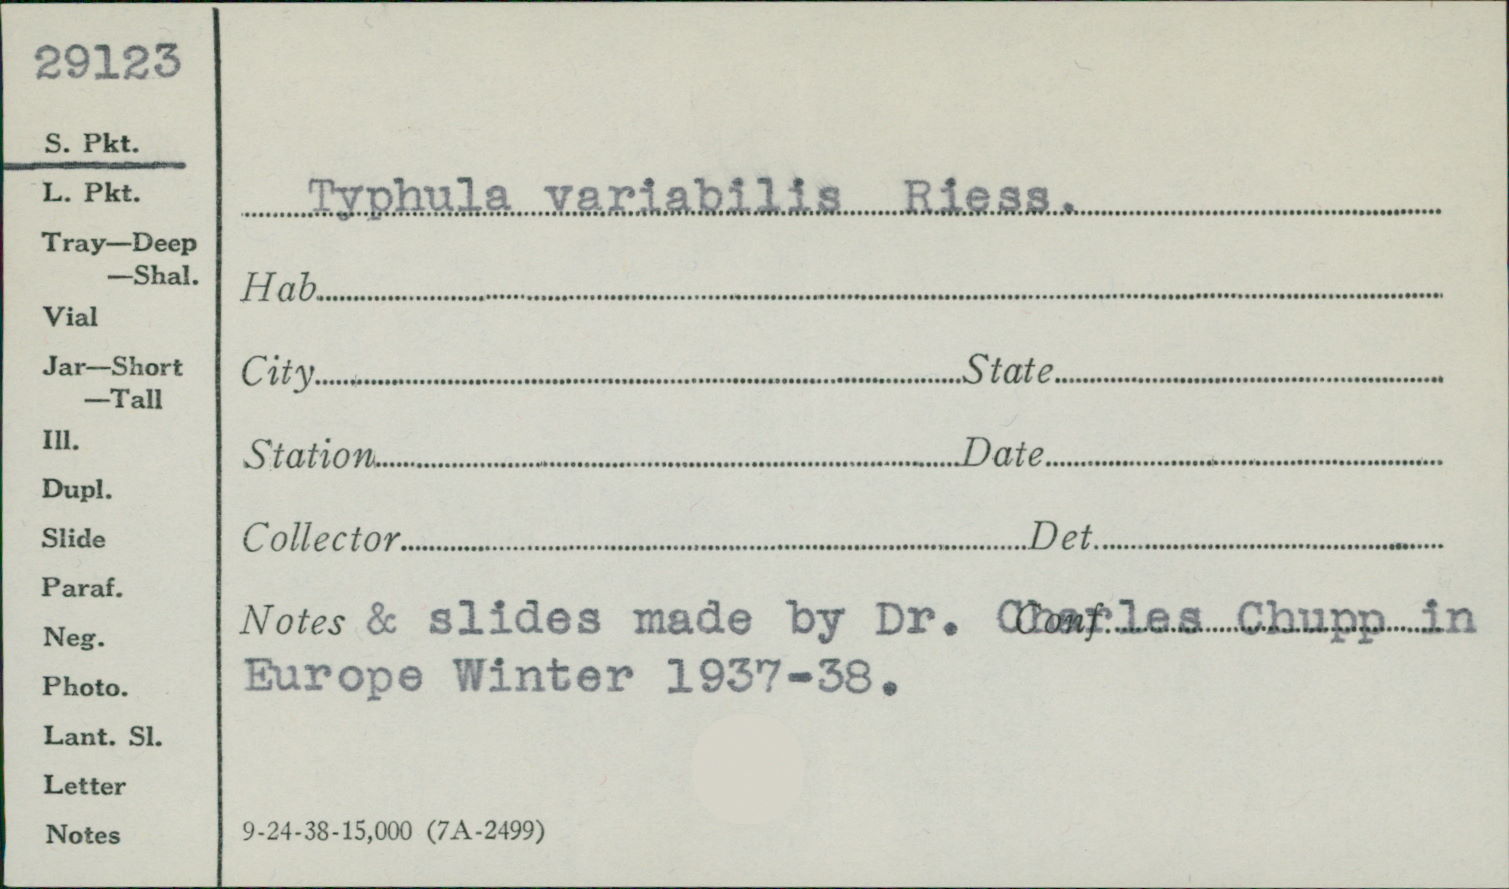 29123
S. Pkt.
L. Pkt.
Tray—Deep
—Shal.
Vial
Jar—Short
—Tall
Ill.
Dupl.
Slide
Paraf.
Neg.
Photo.
Lant. Sl.
Letter
Notes
Typhula variabilis Riess.
Hab
City State
Station Date
Collector Det.
Notes & slides made by Dr. Charles Chupp in
Conf.
Europe Winter 1937-38.
9-24-38-15,000 (7A-2499)